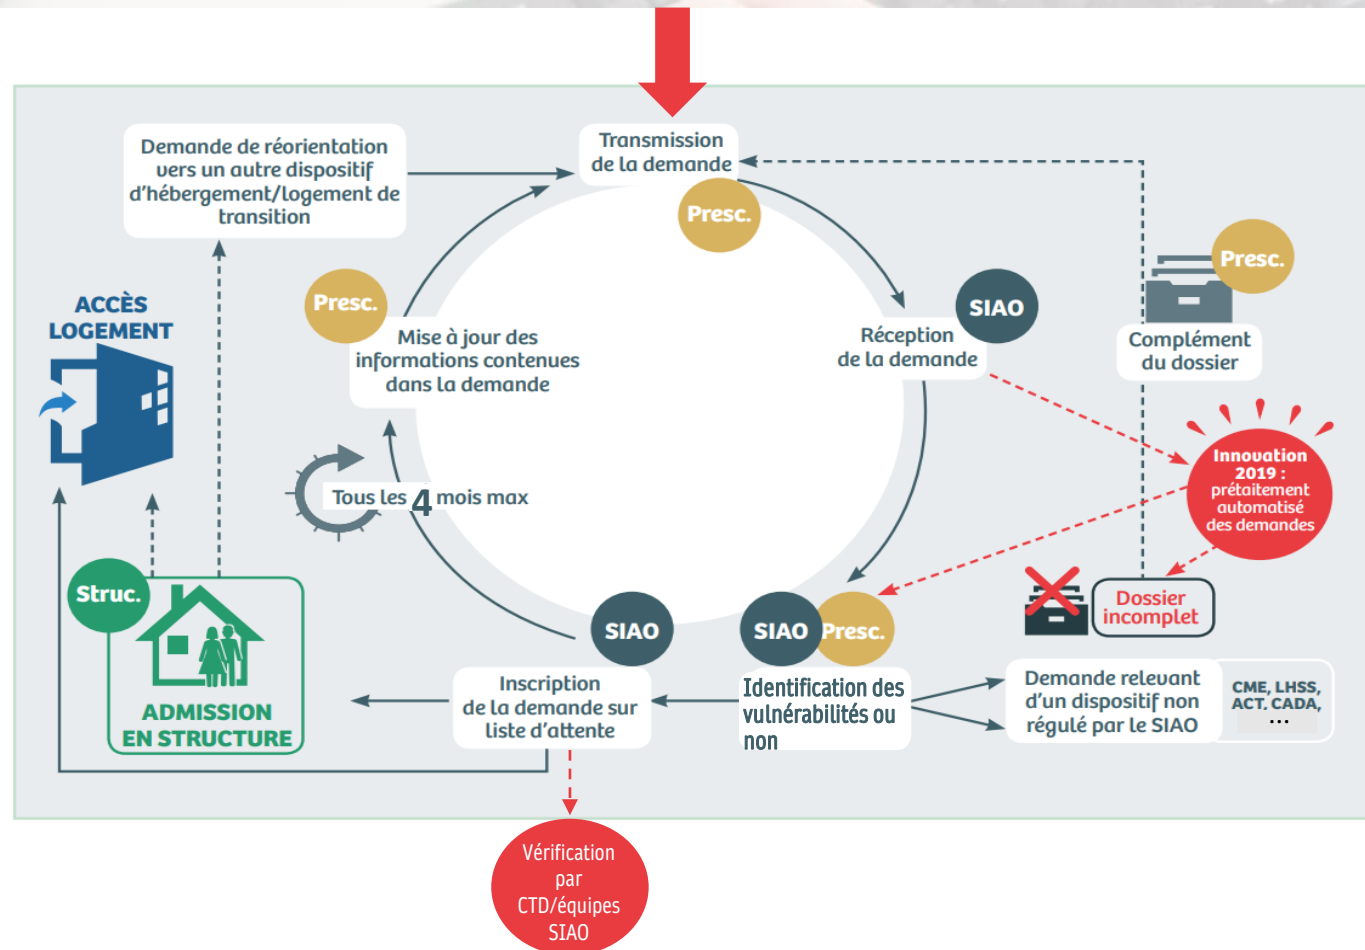 Transmission
de la demande
Presc.
Demande de réorientation
vers un autre dispositif
d'hébergement/logement de
transition
Presc.
Complément
du dossier
SIAO
Réception
de la demande
Presc.
Mise à jour des
informations contenues
dans la demande
ACCÈS
LOGEMENT
Innovation
2019 :
prétaitement
automatisé
des demandes
Tous les 4 mois max
Dossier
incomplet
Struc.
ADMISSION
EN STRUCTURE
SIAO
Inscription
de la demande sur
liste d'attente
SIAO
Presc.
Identification des
vulnérabilités ou
non
Demande relevant
d'un dispositif non
régulé par le SIAO
CME, LHSS,
ACT, CADA,
...
Vérification
par
CTD/équipes
SIAO